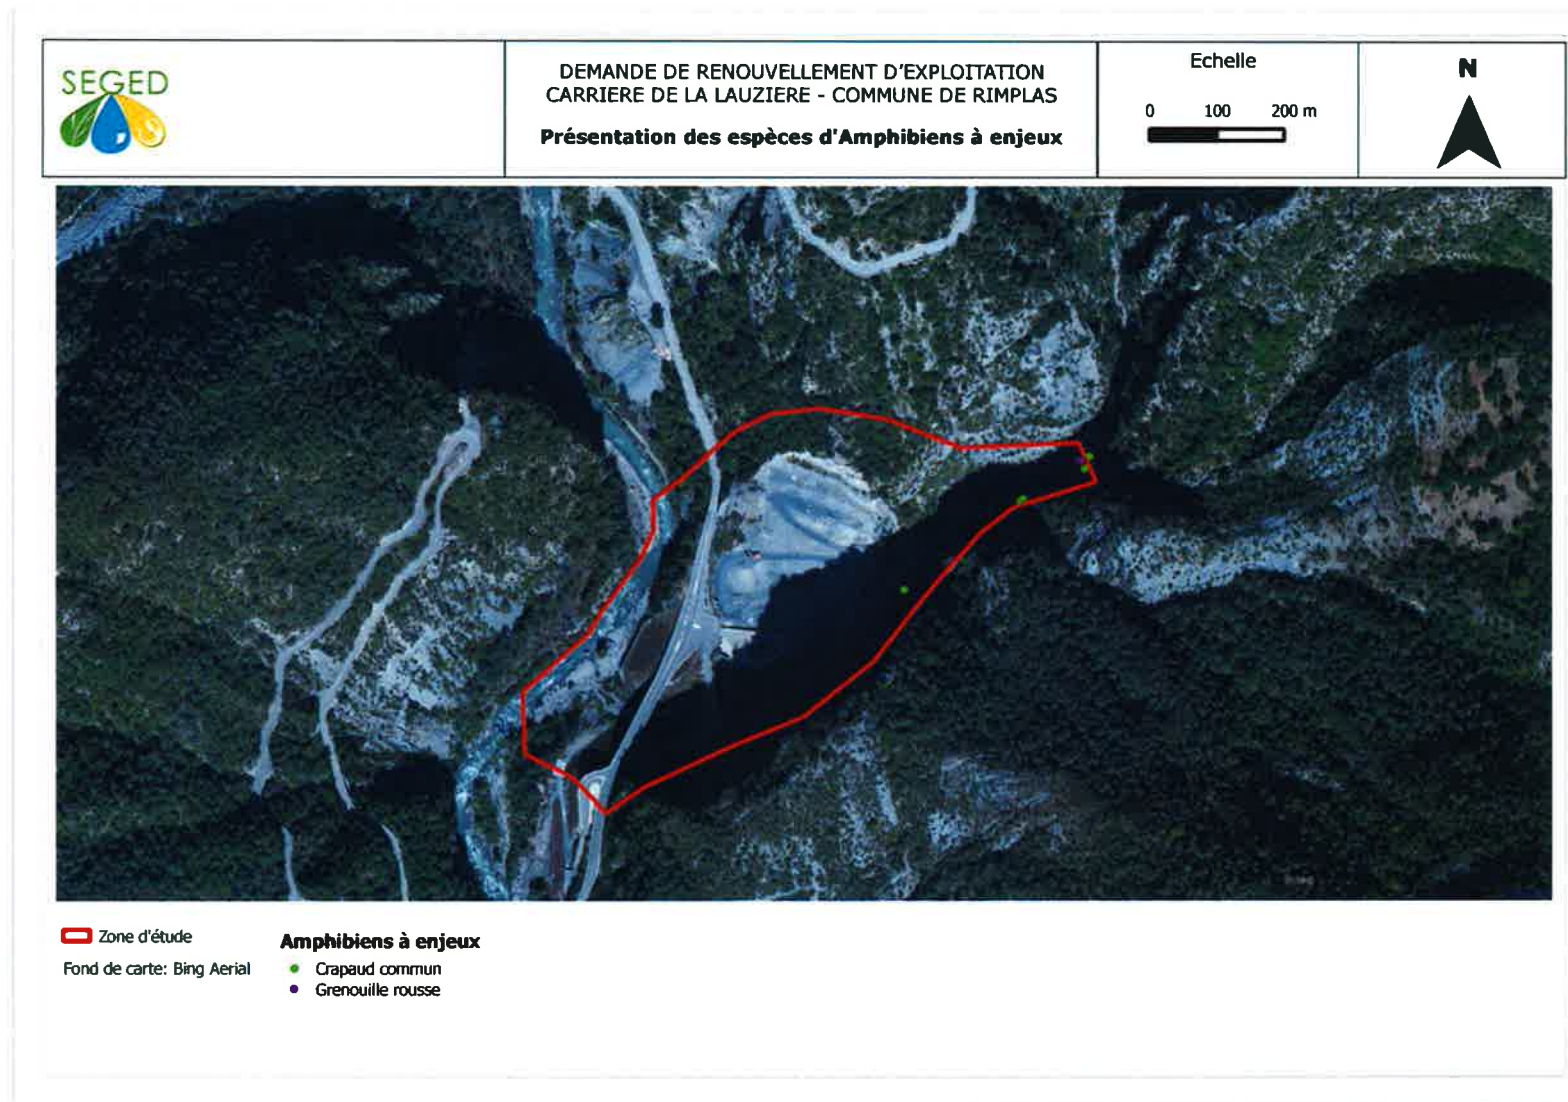 SEGED
DEMANDE DE RENOUVELLEMENT D'EXPLOITATION
CARRIERE DE LA LAUZIERE - COMMUNE DE RIMPLAS
Présentation des espèces d'Amphibiens à enjeux
Echelle
0 100 200 m
N
Zone d'étude
Fond de carte: Bing Aerial
Amphibiens à enjeux
Crapaud commun
Grenouille rousse